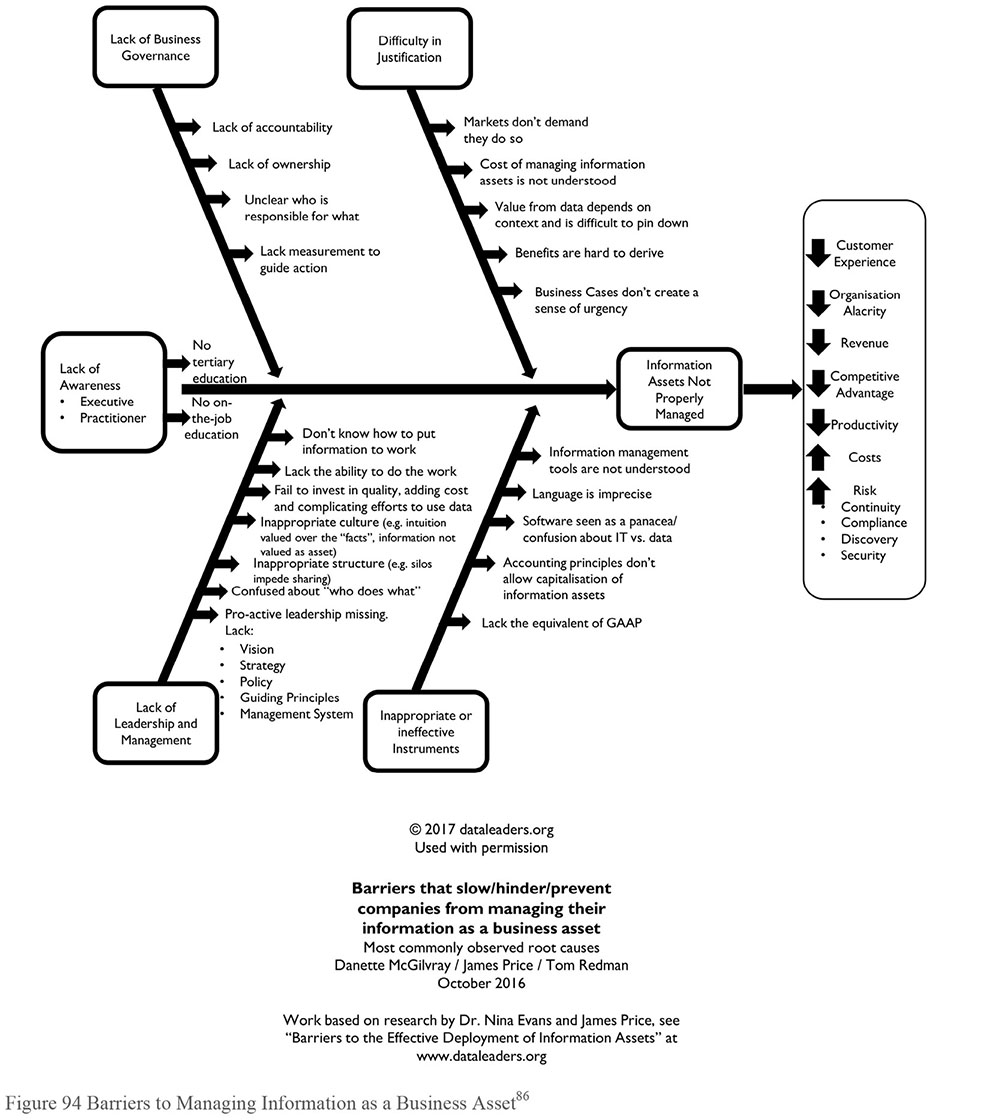 Lack of Business
Governance
Difficulty in
Justification
Lack of accountability
Lack of ownership
Unclear who is
responsible for what
Lack measurement to
guide action
Markets don't demand
they do so
Cost of managing information
assets is not understood
Value from data depends on
context and is difficult to pin down
Benefits are hard to derive
Business Cases don't create a
sense of urgency
Lack of
Awareness
• Executive
• Practitioner
No
tertiary
education
No on-
the-job
education
Information
Assets Not
Properly
Managed
Customer
Experience
Organisation
Alacrity
Revenue
Competitive
Advantage
Productivity
Costs
Risk
• Continuity
• Compliance
• Discovery
• Security
Don't know how to put
information to work
Lack the ability to do the work
Fail to invest in quality, adding cost
and complicating efforts to use data
Inappropriate culture (e.g. intuition
valued over the "facts", information not
valued as asset)
Inappropriate structure (e.g. silos
impede sharing)
Confused about "who does what"
Pro-active leadership missing.
Lack:
• Vision
• Strategy
• Policy
• Guiding Principles
• Management System
Lack of
Leadership and
Management
Information management
tools are not understood
Language is imprecise
Software seen as a panacea/
confusion about IT vs. data
Accounting principles don't
allow capitalisation of
information assets
Lack the equivalent of GAAP
Inappropriate or
ineffective
Instruments
© 2017 dataleaders.org
Used with permission
Barriers that slow/hinder/prevent
companies from managing their
information as a business asset
Most commonly observed root causes
Danette McGilvray / James Price / Tom Redman
October 2016
Work based on research by Dr. Nina Evans and James Price, see
"Barriers to the Effective Deployment of Information Assets" at
www.dataleaders.org
Figure 94 Barriers to Managing Information as a Business Asset86